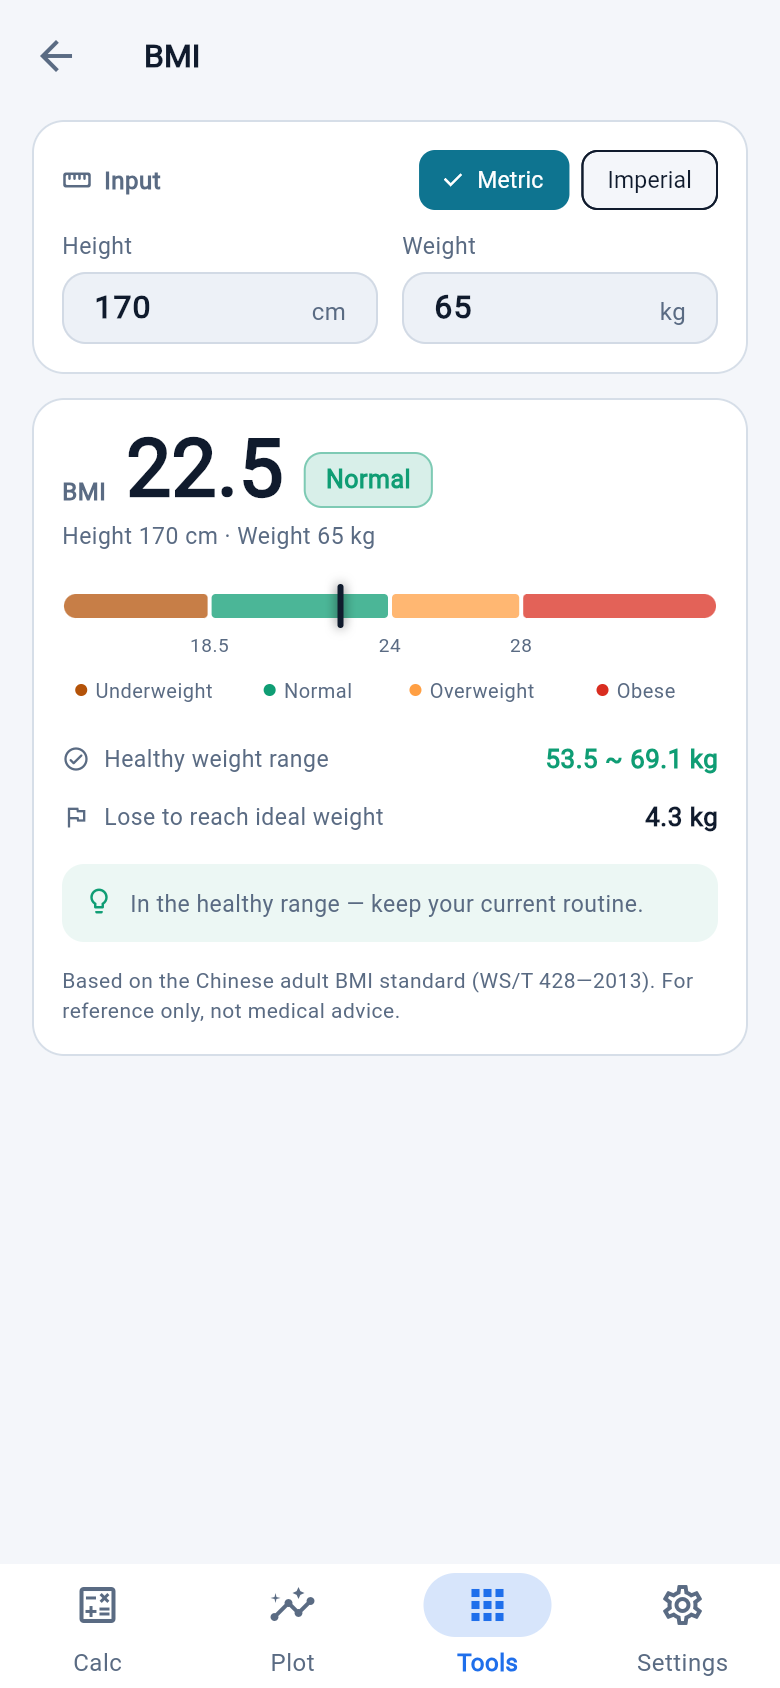 BMI
Input
Metric
Imperial
Height
Weight
170 cm
65 kg
BMI 22.5 Normal
Height 170 cm · Weight 65 kg
18.5 24 28
Underweight Normal Overweight Obese
Healthy weight range 53.5 ~ 69.1 kg
Lose to reach ideal weight 4.3 kg
In the healthy range — keep your current routine.
Based on the Chinese adult BMI standard (WS/T 428—2013). For
reference only, not medical advice.
Calc Plot Tools Settings